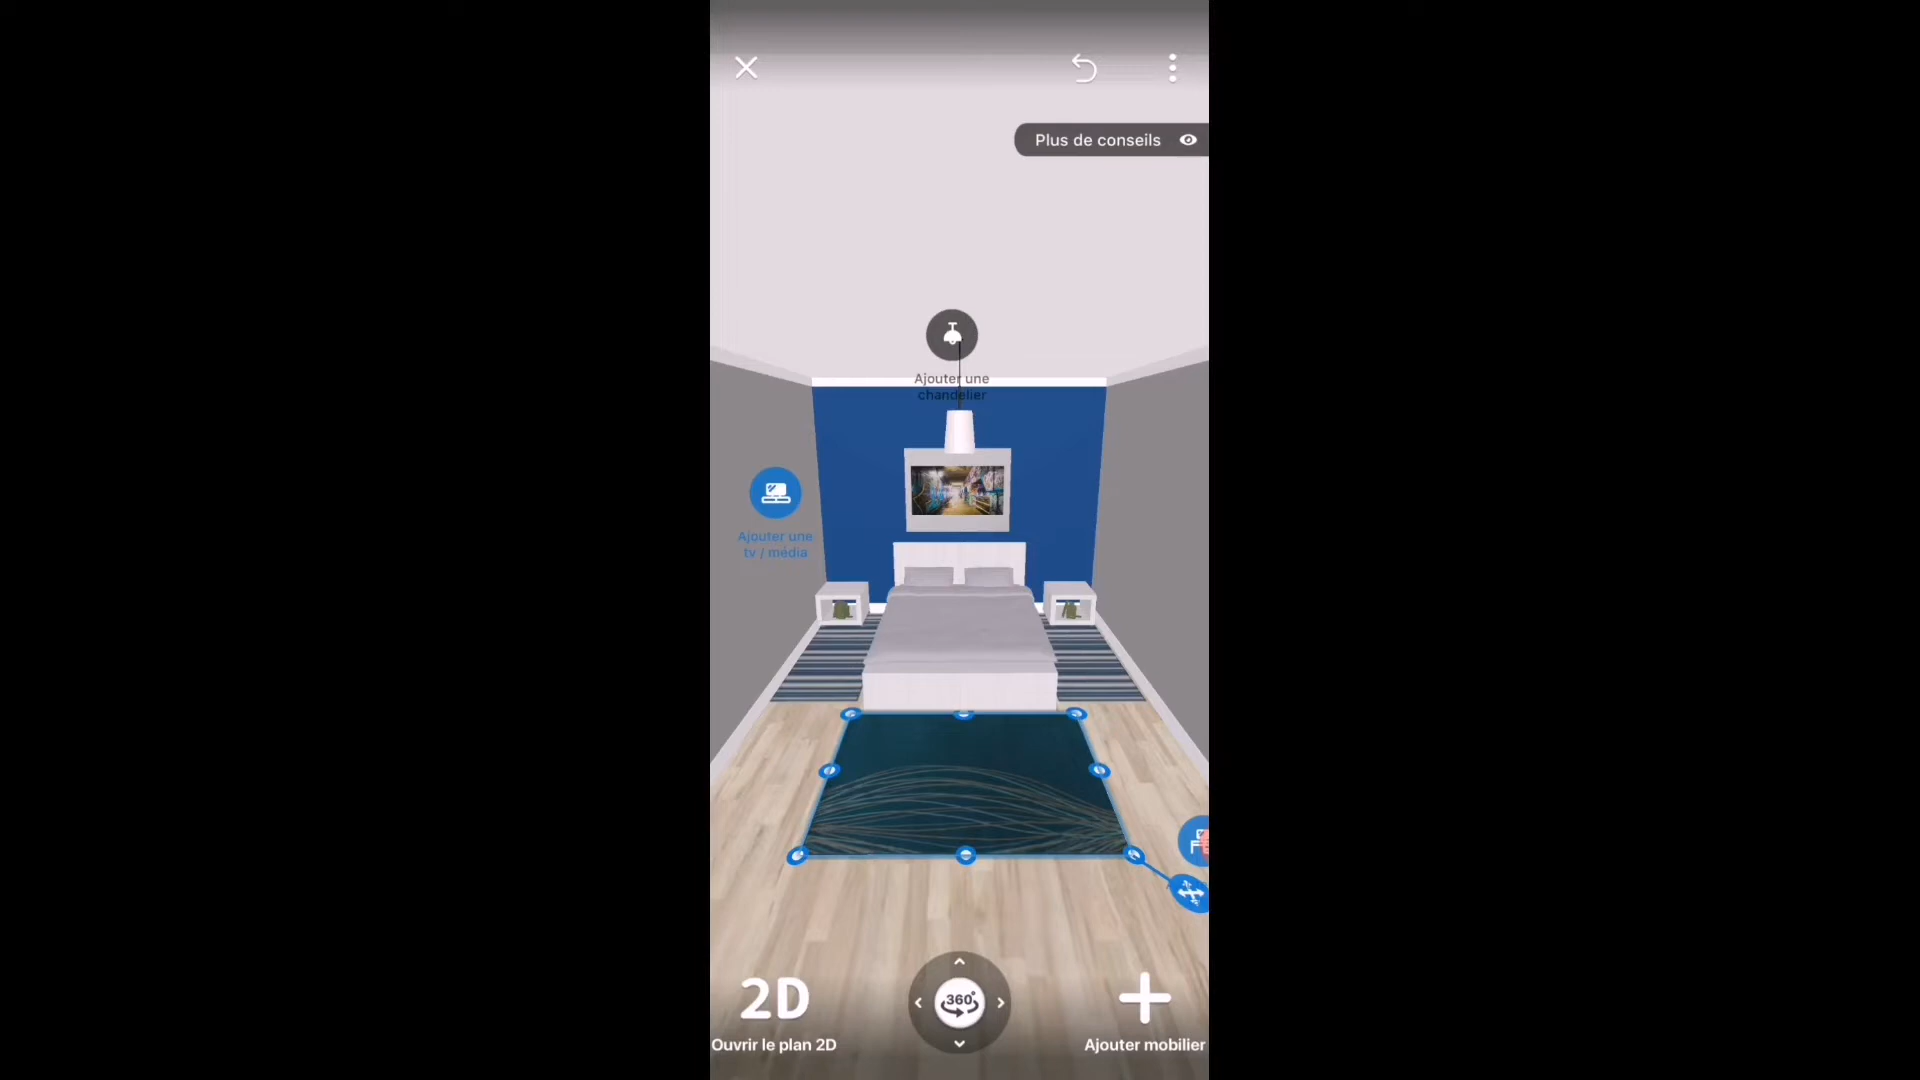 Plus de conseils
Ajouter une
chandelier
Ajouter une
tv / média
360°
2D
Ouvrir le plan 2D
Ajouter mobilier